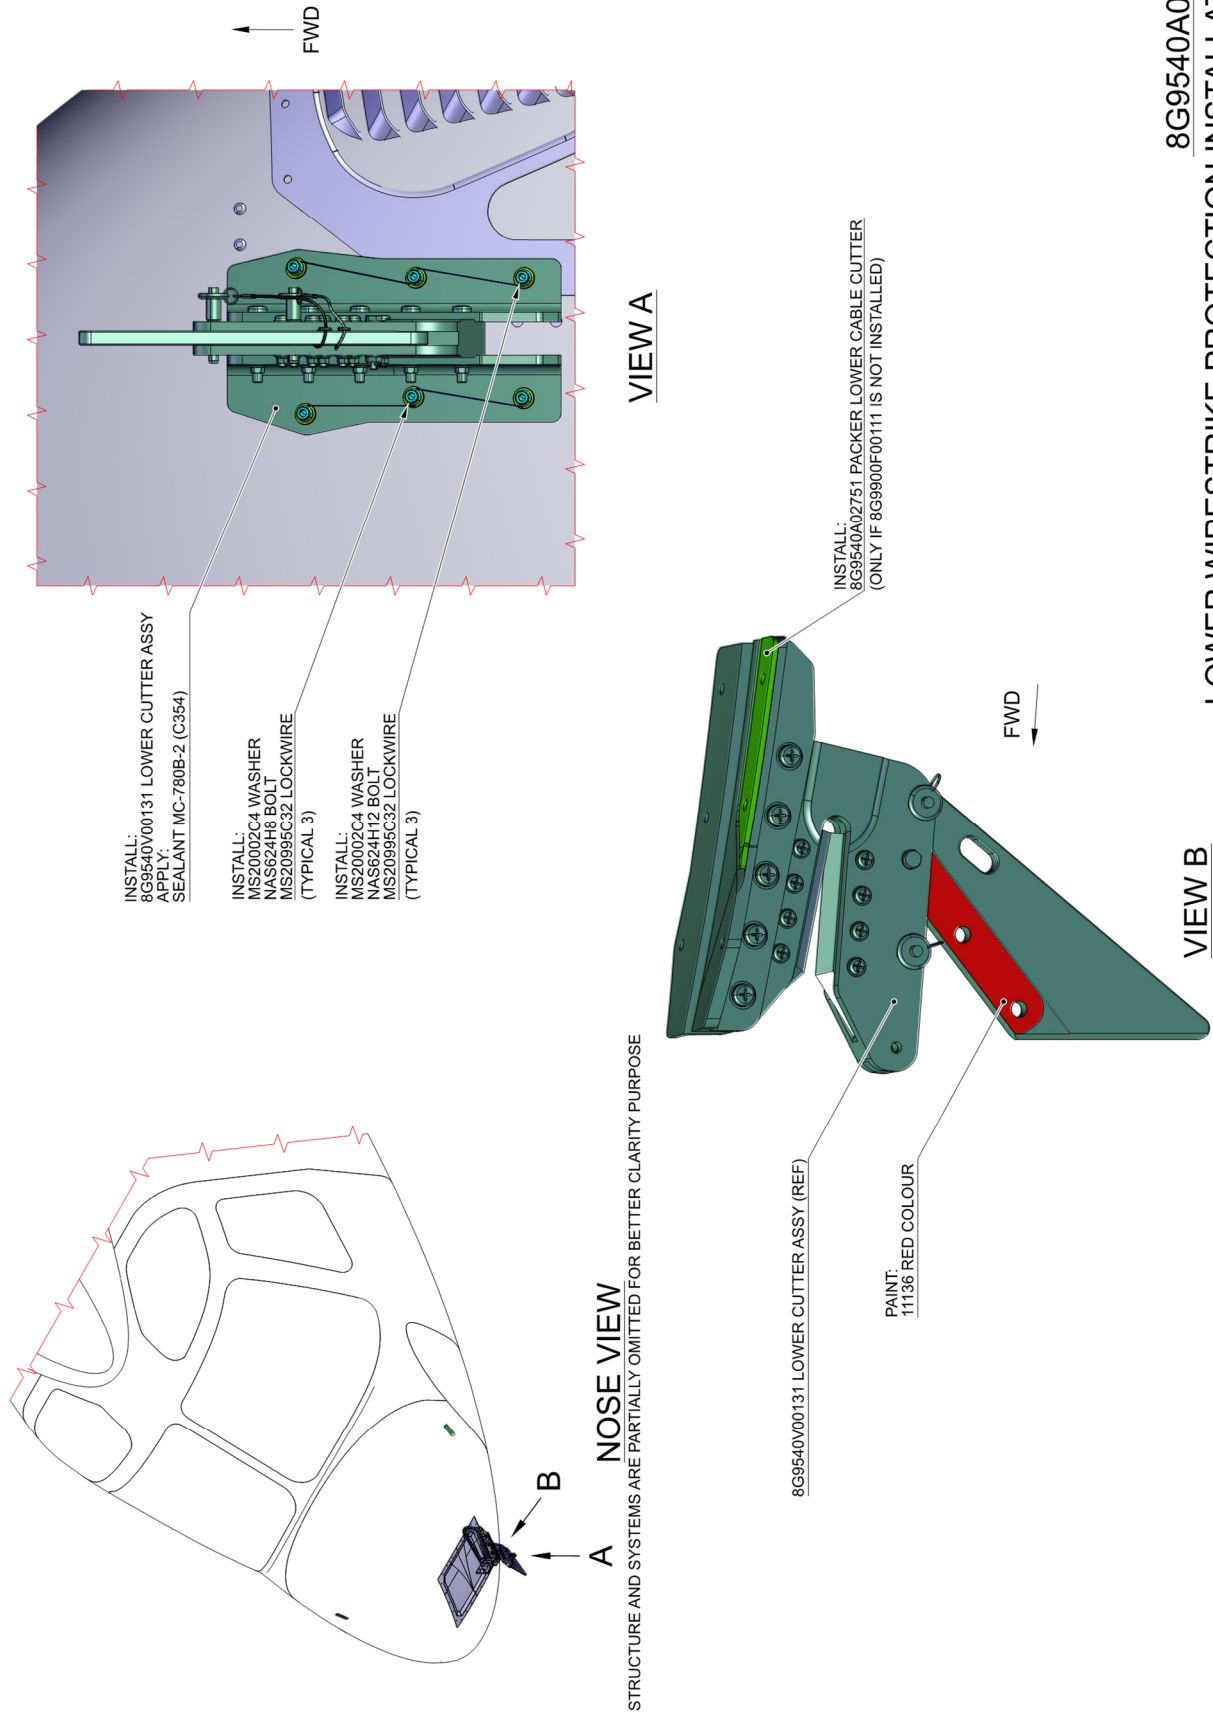 NOSE VIEW
STRUCTURE AND SYSTEMS ARE PARTIALLY OMITTED FOR BETTER CLARITY PURPOSE
A
B
INSTALL:
8G9540V00131 LOWER CUTTER ASSY
APPLY:
SEALANT MC-780B-2 (C354)
INSTALL:
MS20002C4 WASHER
NAS624H8 BOLT
MS20995C32 LOCKWIRE
(TYPICAL 3)
INSTALL:
MS20002C4 WASHER
NAS624H12 BOLT
MS20995C32 LOCKWIRE
(TYPICAL 3)
FWD
VIEW A
8G9540V00131 LOWER CUTTER ASSY (REF)
PAINT:
11136 RED COLOUR
INSTALL:
8G9540A02751 PACKER LOWER CABLE CUTTER
(ONLY IF 8G9900F00111 IS NOT INSTALLED)
FWD
VIEW B
8G9540A0
LOWER WIRESTRIKE PROTECTION